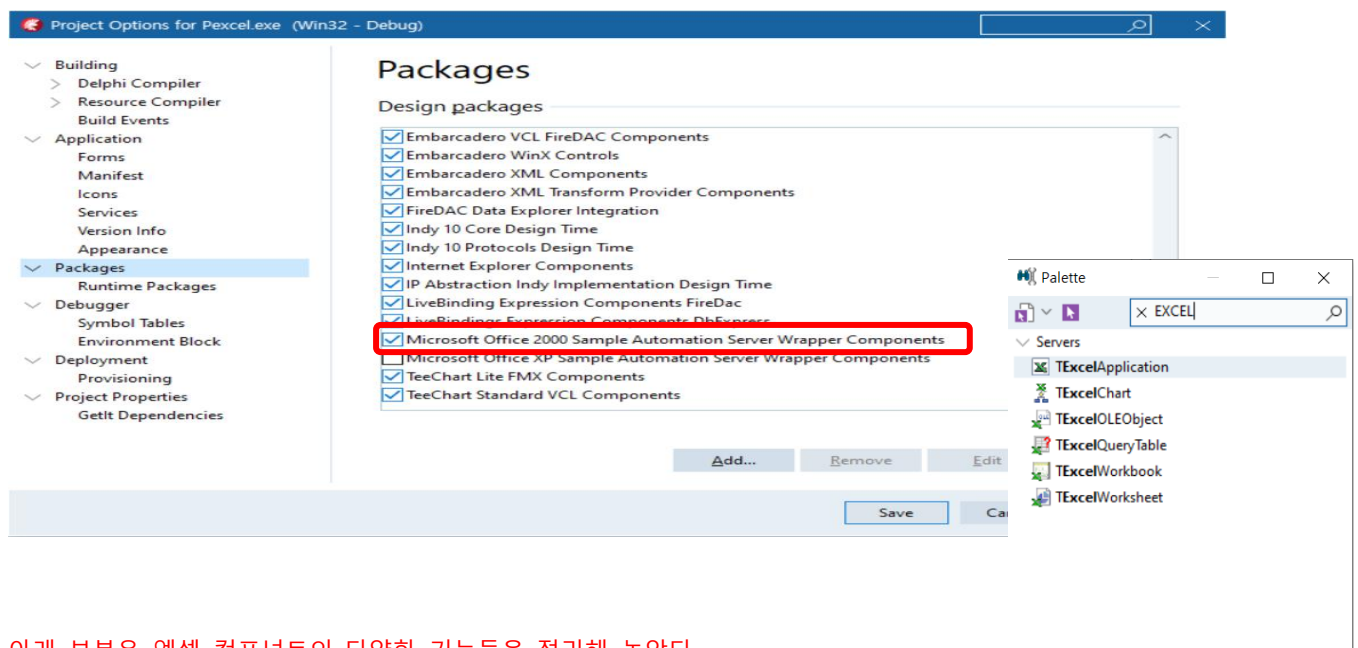 Project Options for Pexcel.exe (Win32 - Debug)
Building
Delphi Compiler
Resource Compiler
Build Events
Application
Forms
Manifest
Icons
Services
Version Info
Appearance
Packages
Runtime Packages
Debugger
Symbol Tables
Environment Block
Deployment
Provisioning
Project Properties
GetIt Dependencies
Packages
Design packages
Embarcadero VCL FireDAC Components
Embarcadero WinX Controls
Embarcadero XML Components
Embarcadero XML Transform Provider Components
FireDAC Data Explorer Integration
Indy 10 Core Design Time
Indy 10 Protocols Design Time
Internet Explorer Components
IP Abstraction Indy Implementation Design Time
LiveBinding Expression Components FireDac
LiveBindings Expression Components DbExpress
Microsoft Office 2000 Sample Automation Server Wrapper Components
Microsoft Office XP Sample Automation Server Wrapper Components
TeeChart Lite FMX Components
TeeChart Standard VCL Components
Add...
Remove
Edit
Save
Palette
EXCEL
Servers
TExcelApplication
TExcelChart
TExcelOLEObject
TExcelQueryTable
TExcelWorkbook
TExcelWorksheet